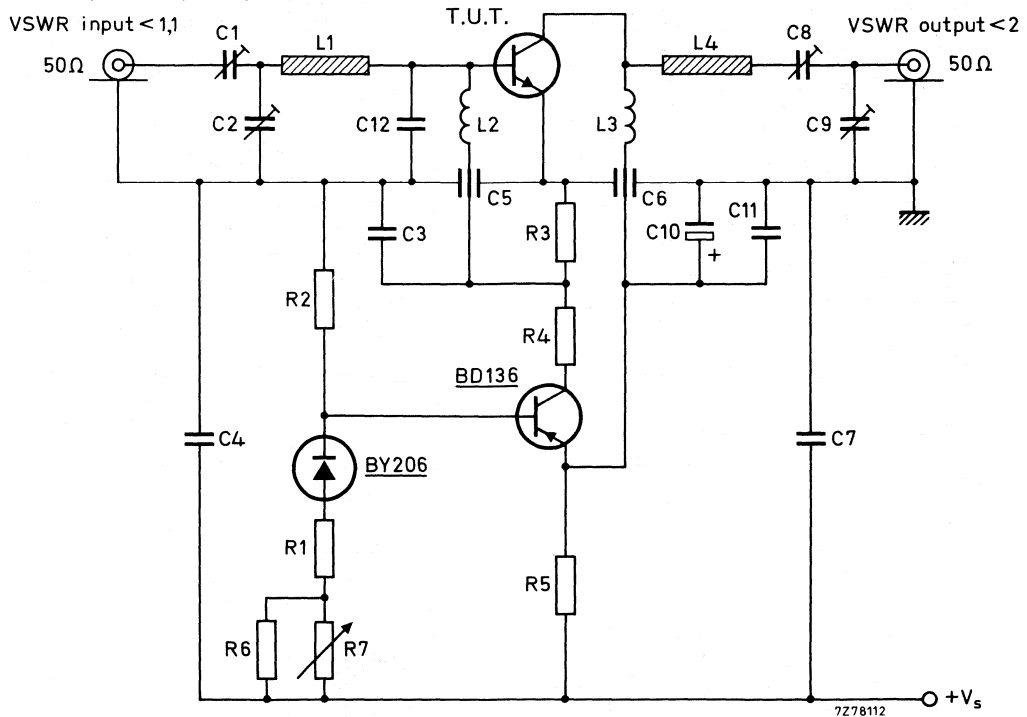 VSWR input<1,1
T.U.T.
VSWR output<2
50Ω
C1
L1
L4
C8
50Ω
C2
C12
L2
L3
C9
C5
C6
C3
R3
C10
+
C11
R2
R4
BD136
C4
C7
BY206
R1
R5
R6
R7
+Vs
7Z78112